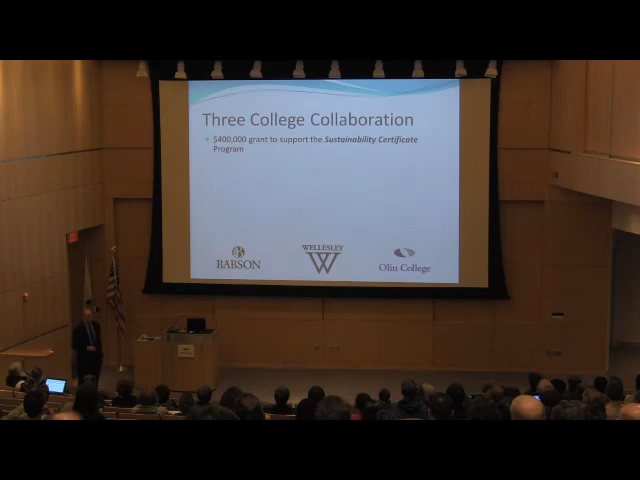 Three College Collaboration
$400,000 grant to support the Sustainability Certificate
Program
BABSON
WELLESLEY
W
Olin College